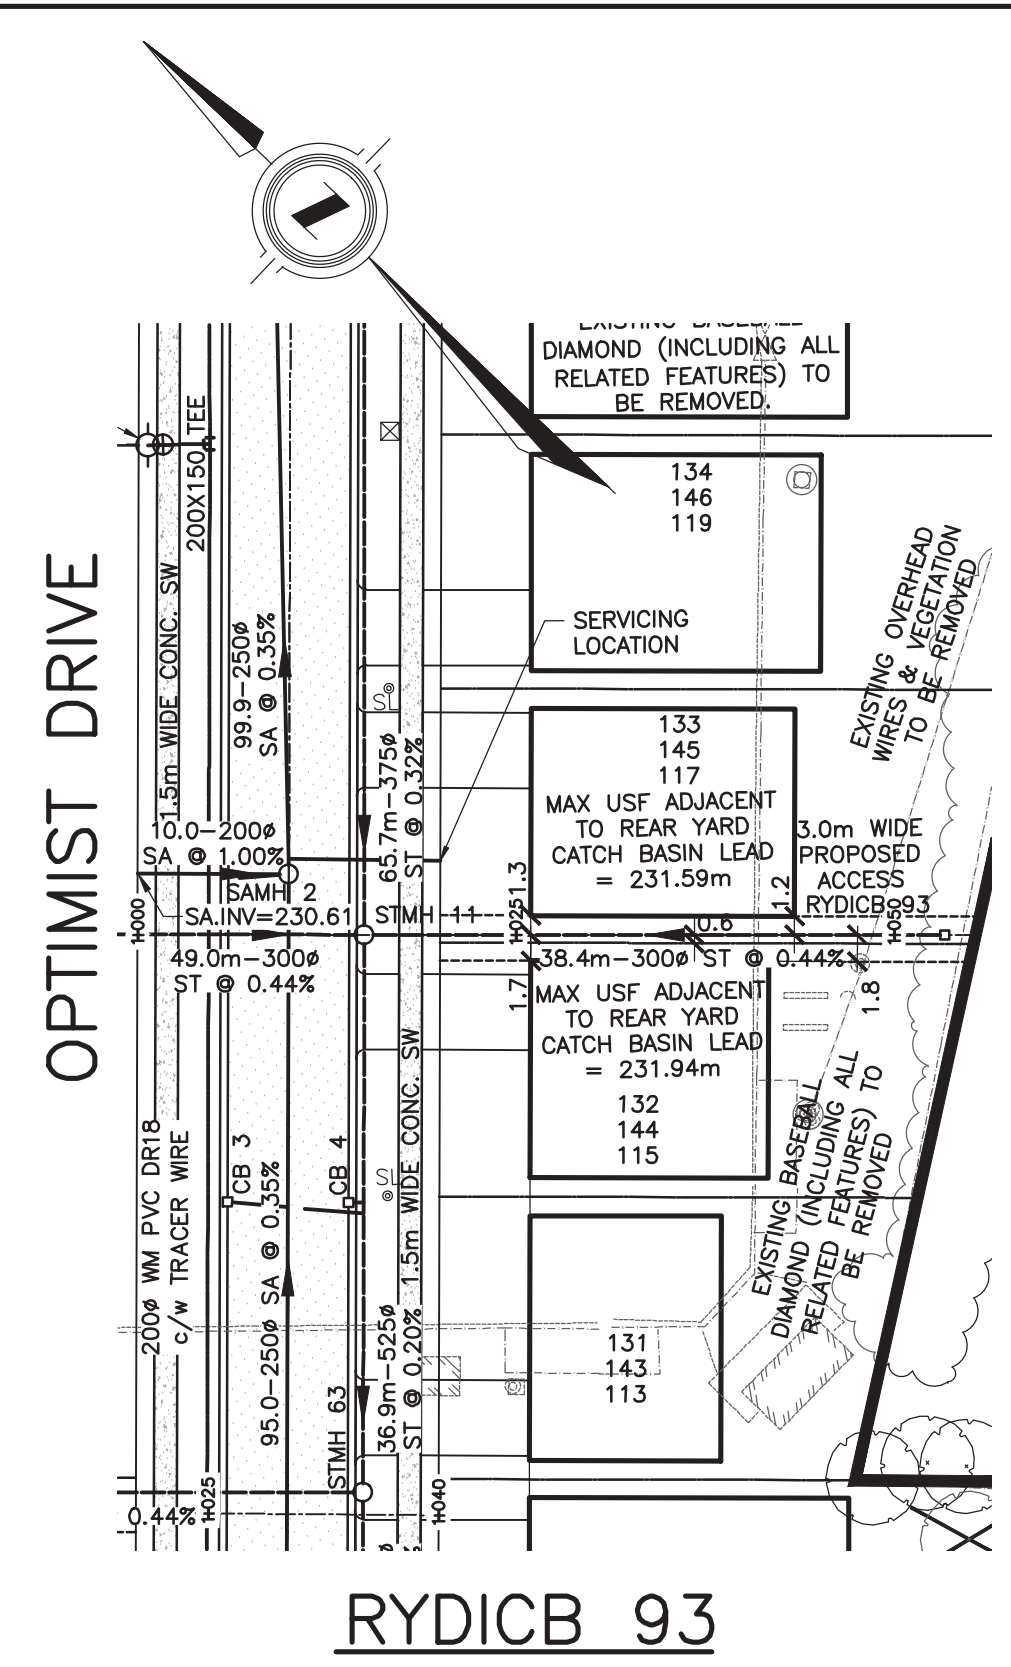 EXISTING BASEBALL
DIAMOND (INCLUDING ALL
RELATED FEATURES) TO
BE REMOVED.
134
146
119
200X150 TEE
1.5m WIDE CONC. SW
99.9-250ø
SA @ 0.35%
SERVICING
LOCATION
EXISTING OVERHEAD
WIRES & VEGETATION
TO BE REMOVED
OPTIMIST DRIVE
SL
65.7m-375ø
ST @ 0.32%
133
145
117
MAX USF ADJACENT
TO REAR YARD
CATCH BASIN LEAD
= 231.59m
3.0m WIDE
PROPOSED
ACCESS
RYDICB 93
10.0-200ø
SA @ 1.00%
SAMH 2
SA.INV=230.61
STMH 11
1+000
1+025
1.3
1.2
0.6
1+050
49.0m-300ø
ST @ 0.44%
38.4m-300ø ST @ 0.44%
1.7
1.8
MAX USF ADJACENT
TO REAR YARD
CATCH BASIN LEAD
= 231.94m
132
144
115
200ø WM PVC DR18
c/w TRACER WIRE
CB 3
CB 4
95.0-250ø SA @ 0.35%
SL
1.5m WIDE CONC. SW
EXISTING BASEBALL
DIAMOND (INCLUDING ALL
RELATED FEATURES) TO
BE REMOVED
36.9m-525ø
ST @ 0.20%
131
143
113
STMH 63
0.44%
1+025
1+040
RYDICB 93